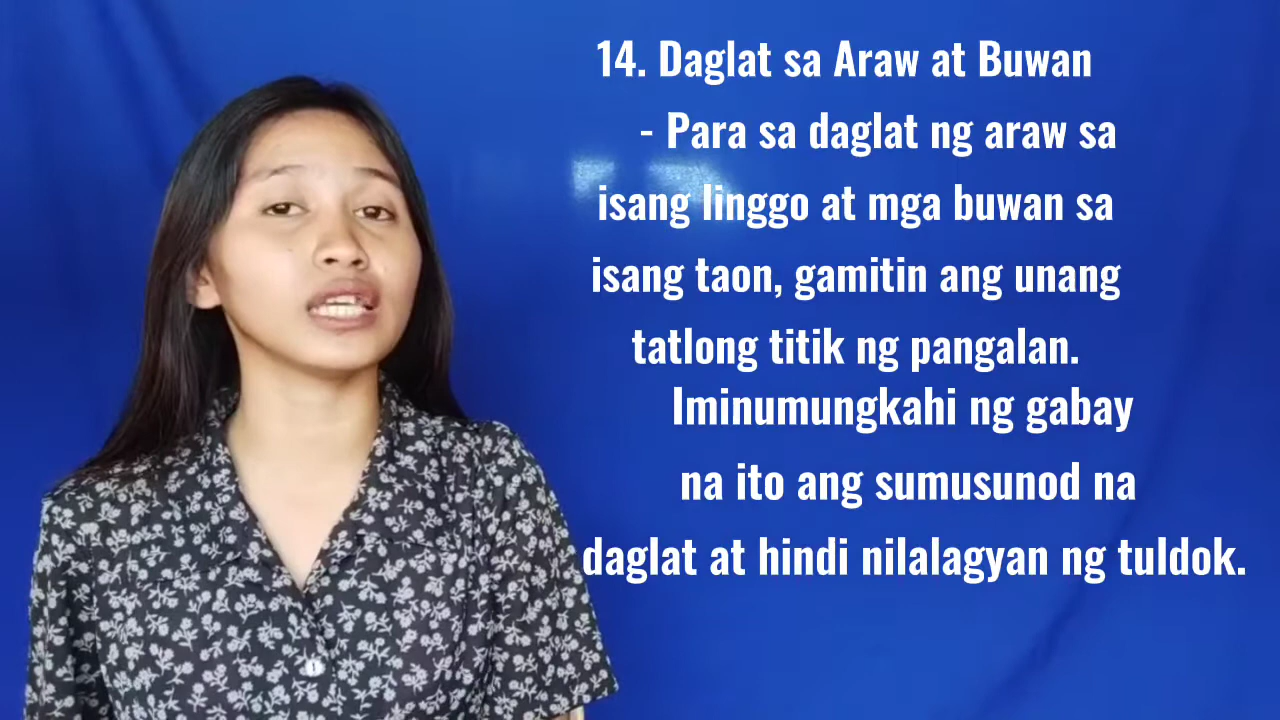 14. Daglat sa Araw at Buwan
- Para sa daglat ng araw sa
isang linggo at mga buwan sa
isang taon, gamitin ang unang
tatlong titik ng pangalan.
Iminumungkahi ng gabay
na ito ang sumusunod na
daglat at hindi nilalagyan ng tuldok.